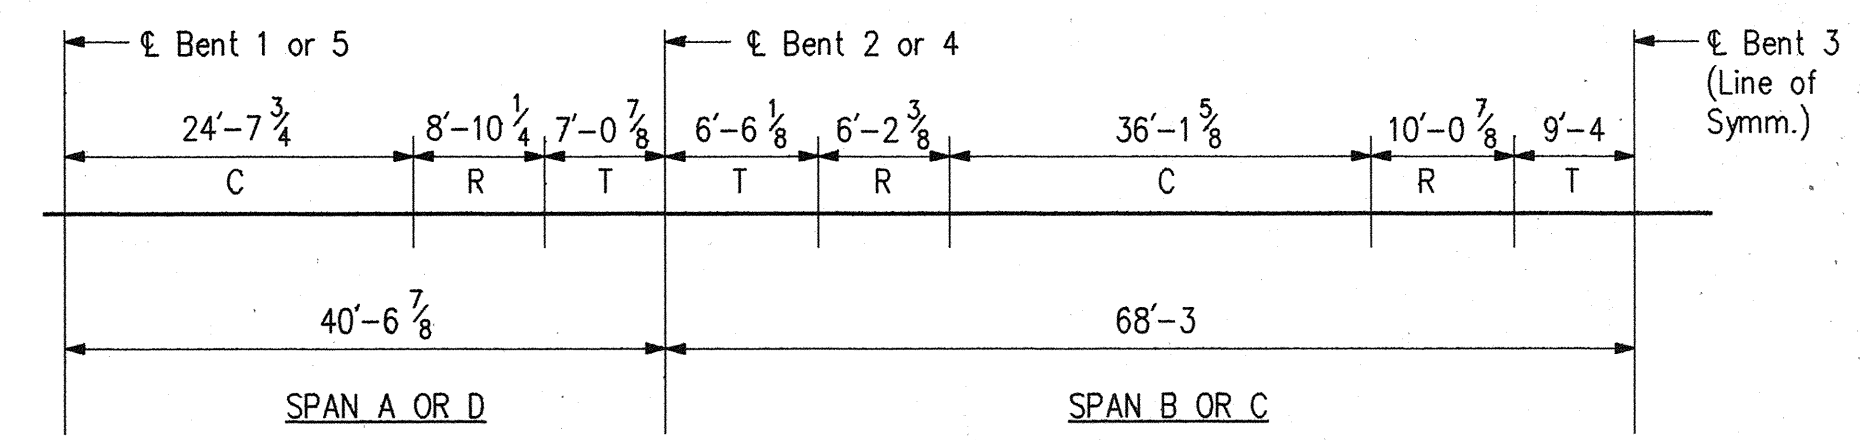 ℄ Bent 1 or 5
℄ Bent 2 or 4
℄ Bent 3
(Line of
Symm.)
24'-7 3/4
8'-10 1/4
7'-0 7/8
6'-6 1/8
6'-2 3/8
36'-1 5/8
10'-0 7/8
9'-4
C
R
T
T
R
C
R
T
40'-6 7/8
68'-3
SPAN A OR D
SPAN B OR C